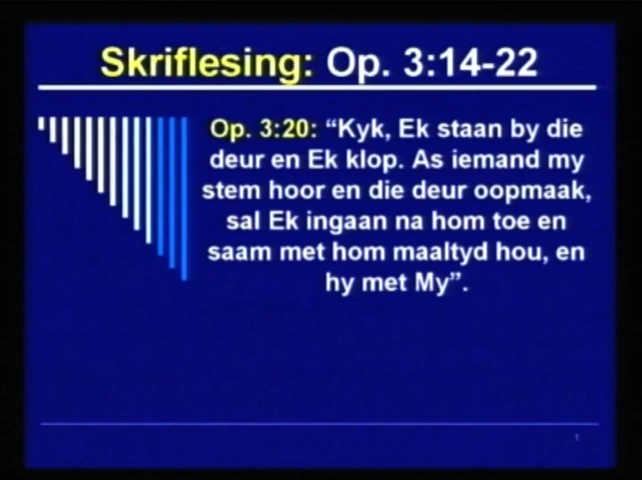 Skriflesing: Op. 3:14-22
Op. 3:20: “Kyk, Ek staan by die
deur en Ek klop. As iemand my
stem hoor en die deur oopmaak,
sal Ek ingaan na hom toe en
saam met hom maaltyd hou, en
hy met My”.
1